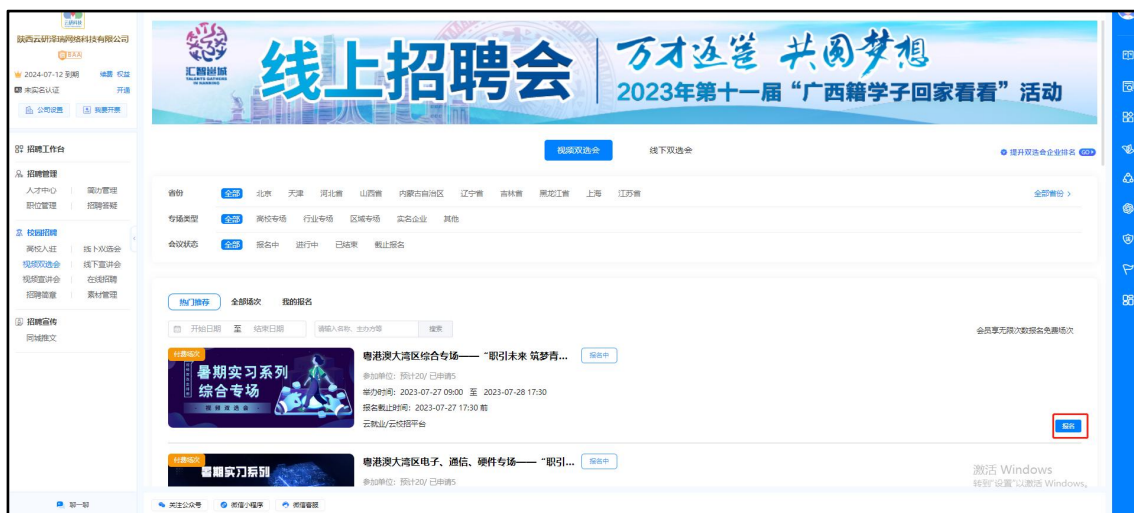 陕西云研泽瑞网络科技有限公司
2024-07-12 到期 续费 权益
未实名认证 开通
公司设置 我要开票
招聘工作台
招聘管理
人才中心 简历管理
职位管理 招聘答疑
校园招聘
高校入驻 线下双选会
视频双选会 线下宣讲会
视频宣讲会 在线招聘
招聘简章 素材管理
招聘宣传
同城推文
聊一聊
汇智邕城
TALENTS GATHERING
IN NANNING
线上招聘会
万才返邕 共圆梦想
2023年第十一届“广西籍学子回家看看”活动
视频双选会 线下双选会
提升双选会企业排名 GO
省份 全部 北京 天津 河北省 山西省 内蒙古自治区 辽宁省 吉林省 黑龙江省 上海 江苏省 全部省份 >
专场类型 全部 高校专场 行业专场 区域专场 实名企业 其他
会议状态 全部 报名中 进行中 已结束 截止报名
热门推荐 全部场次 我的报名
开始日期 至 结束日期 请输入名称、主办方等 搜索
会员享无限次数报名免费场次
付费场次
暑期实习系列
综合专场
视频双选会
粤港澳大湾区综合专场——“职引未来 筑梦青... 报名中
参加单位：预计20/ 已申请5
举办时间：2023-07-27 09:00 至 2023-07-28 17:30
报名截止时间：2023-07-27 17:30 前
云就业/云校招平台
报名
付费场次
暑期实习系列
粤港澳大湾区电子、通信、硬件专场——“职引... 报名中
参加单位：预计20/ 已申请5
激活 Windows
转到“设置”以激活 Windows。
关注公众号 微信小程序 微信客服